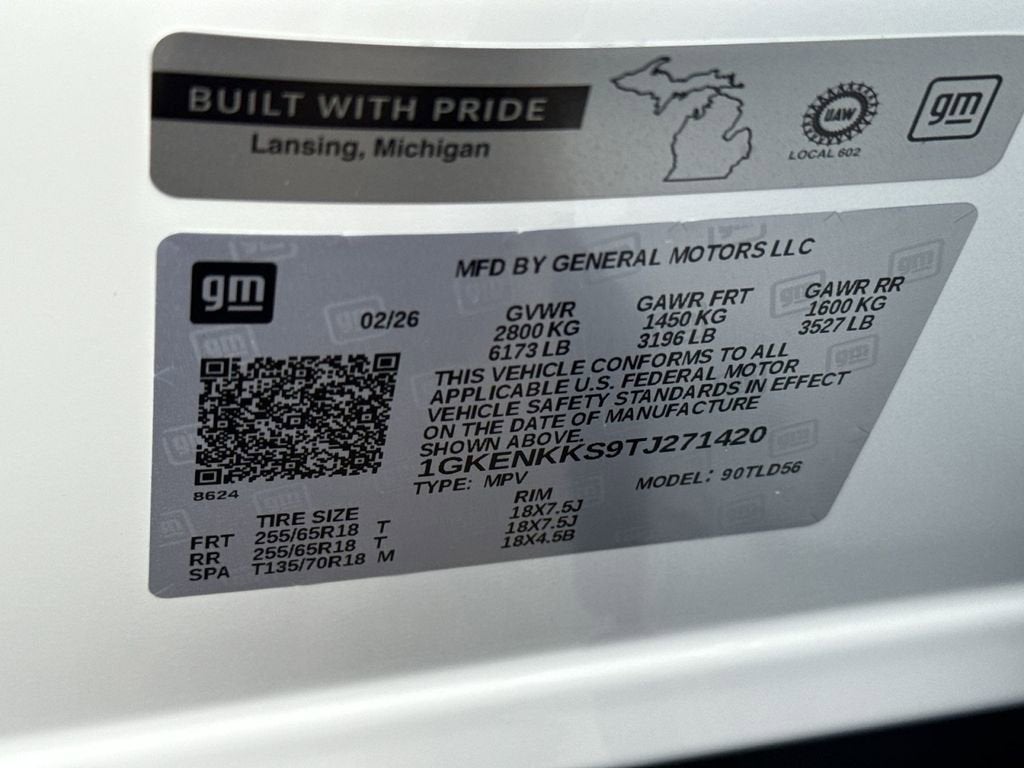 BUILT WITH PRIDE
Lansing, Michigan
UAW
LOCAL 602
gm
gm
MFD BY GENERAL MOTORS LLC
02/26
GVWR GAWR FRT GAWR RR
2800 KG 1450 KG 1600 KG
6173 LB 3196 LB 3527 LB
THIS VEHICLE CONFORMS TO ALL
APPLICABLE U.S. FEDERAL MOTOR
VEHICLE SAFETY STANDARDS IN EFFECT
ON THE DATE OF MANUFACTURE
SHOWN ABOVE.
1GKENKKS9TJ271420
8624
TYPE: MPV MODEL: 90TLD56
TIRE SIZE RIM
FRT 255/65R18 T 18X7.5J
RR 255/65R18 T 18X7.5J
SPA T135/70R18 M 18X4.5B